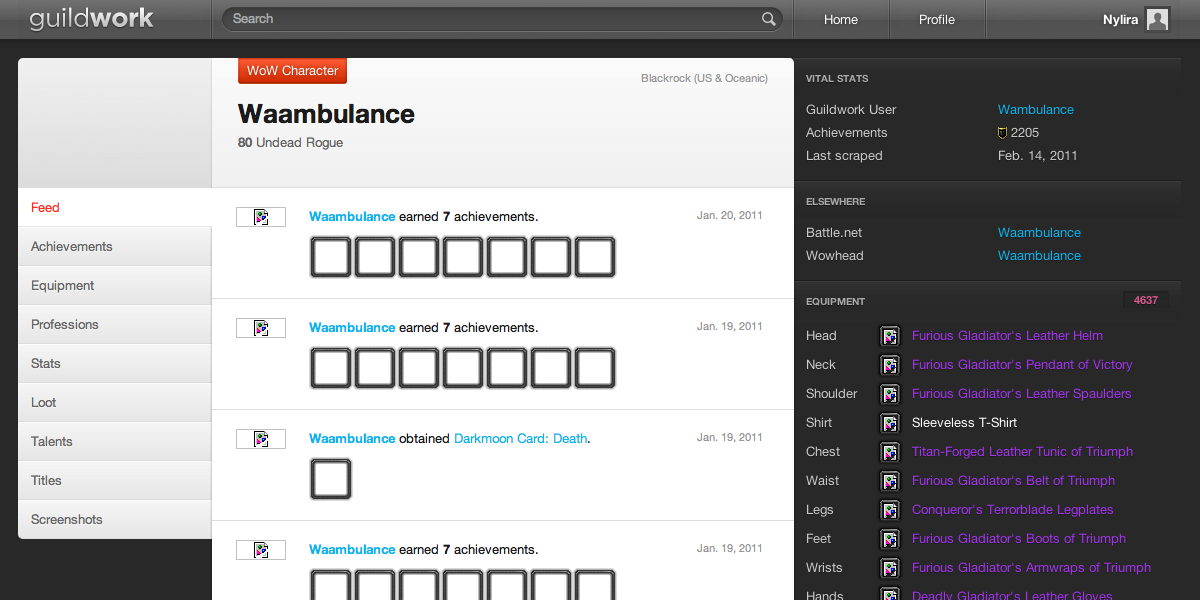 guildwork
Search
Home
Profile
Nylira
WoW Character
Blackrock (US & Oceanic)
Waambulance
80 Undead Rogue
Feed
Achievements
Equipment
Professions
Stats
Loot
Talents
Titles
Screenshots
Waambulance earned 7 achievements.
Jan. 20, 2011
Waambulance earned 7 achievements.
Jan. 19, 2011
Waambulance obtained Darkmoon Card: Death.
Jan. 19, 2011
Waambulance earned 7 achievements.
Jan. 19, 2011
VITAL STATS
Guildwork User Wambulance
Achievements 2205
Last scraped Feb. 14, 2011
ELSEWHERE
Battle.net Waambulance
Wowhead Waambulance
EQUIPMENT 4637
Head Furious Gladiator's Leather Helm
Neck Furious Gladiator's Pendant of Victory
Shoulder Furious Gladiator's Leather Spaulders
Shirt Sleeveless T-Shirt
Chest Titan-Forged Leather Tunic of Triumph
Waist Furious Gladiator's Belt of Triumph
Legs Conqueror's Terrorblade Legplates
Feet Furious Gladiator's Boots of Triumph
Wrists Furious Gladiator's Armwraps of Triumph
Hands Deadly Gladiator's Leather Gloves